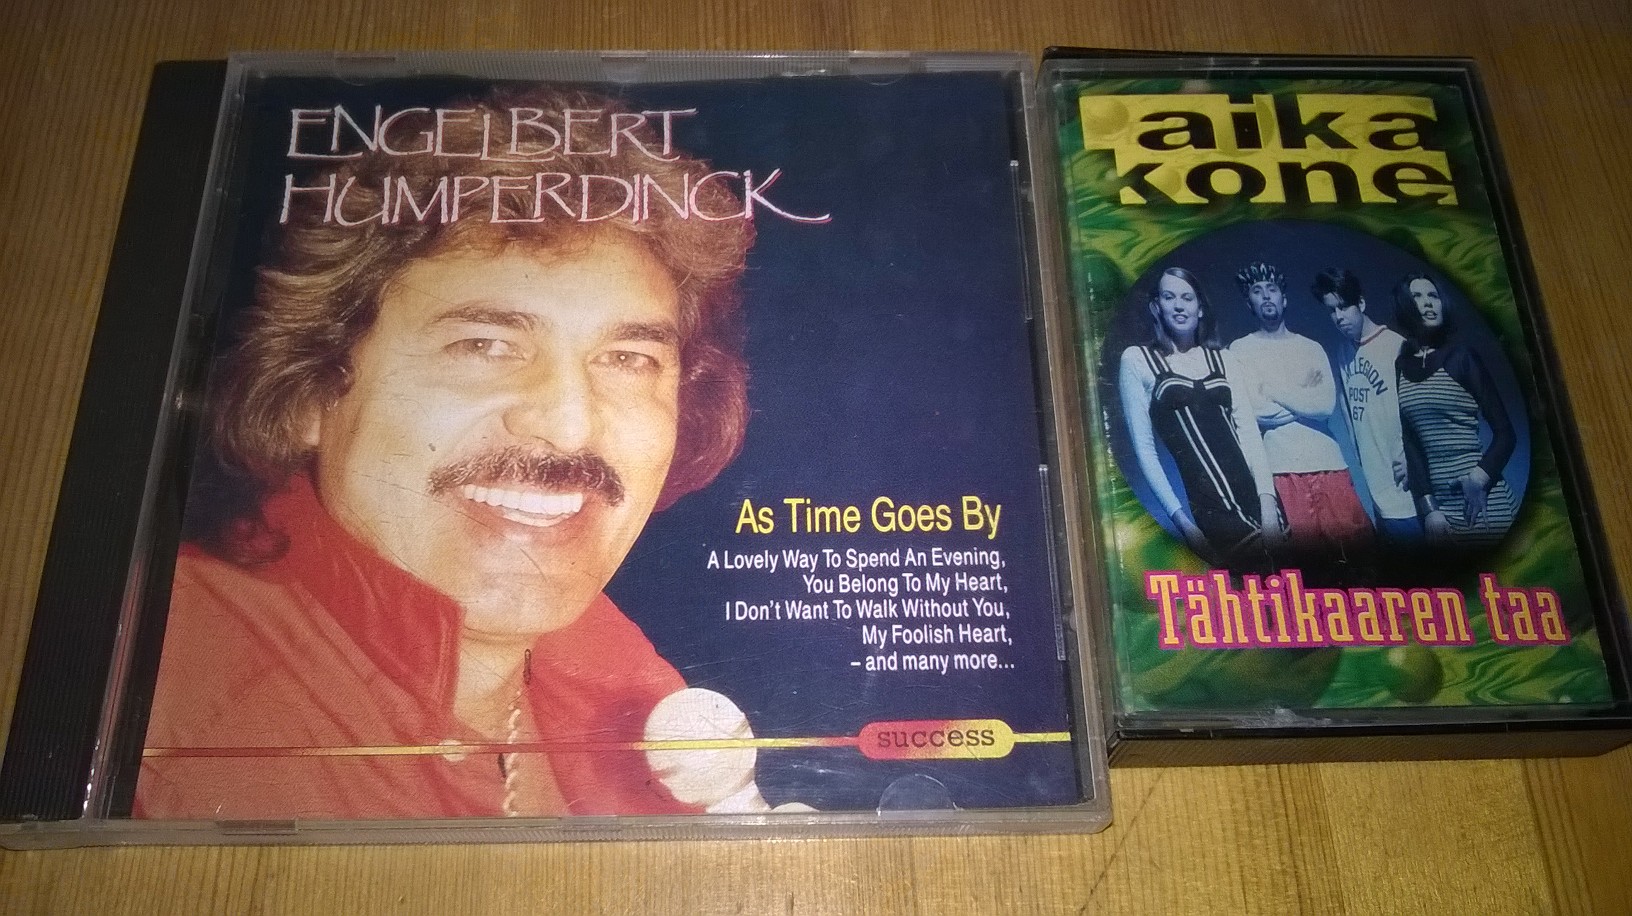 ENGELBERT
HUMPERDINCK
As Time Goes By
A Lovely Way To Spend An Evening,
You Belong To My Heart,
I Don't Want To Walk Without You,
My Foolish Heart,
– and many more...
success
aika
kone
LEGION
POST
67
Tähtikaaren taa